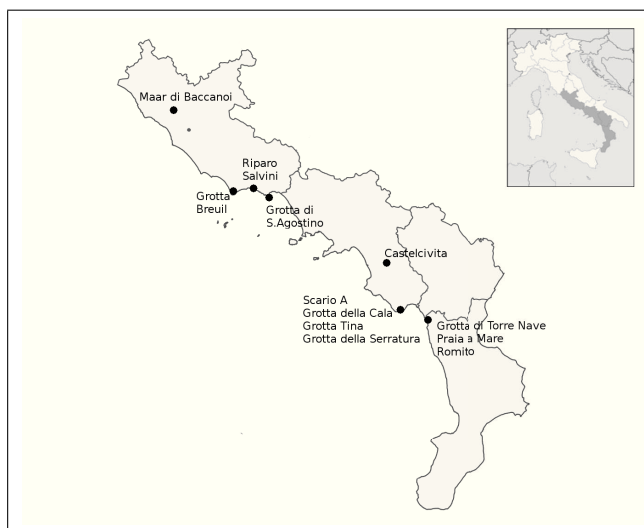 Maar di Baccanoi
Riparo
Salvini
Grotta
Breuil
Grotta di
S.Agostino
Castelcivita
Scario A
Grotta della Cala
Grotta Tina
Grotta della Serratura
Grotta di Torre Nave
Praia a Mare
Romito